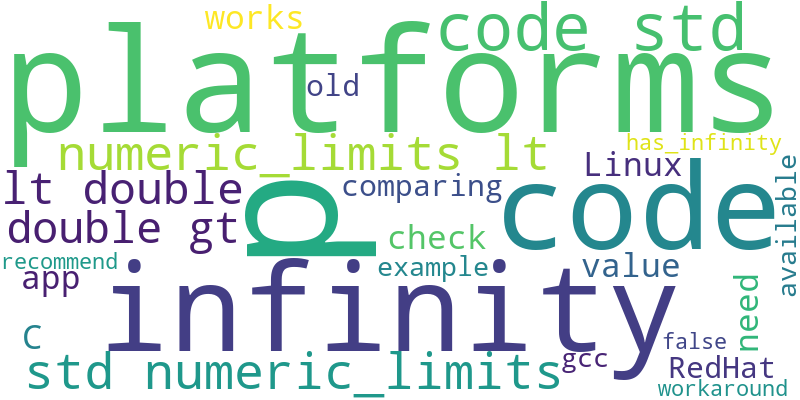 works code std
platforms
old
numeric_limits lt has_infinity
Linux
lt double p comparing code available
double gt check
recommend example value
app infinity need
C false
std numeric_limits gcc RedHat
workaround